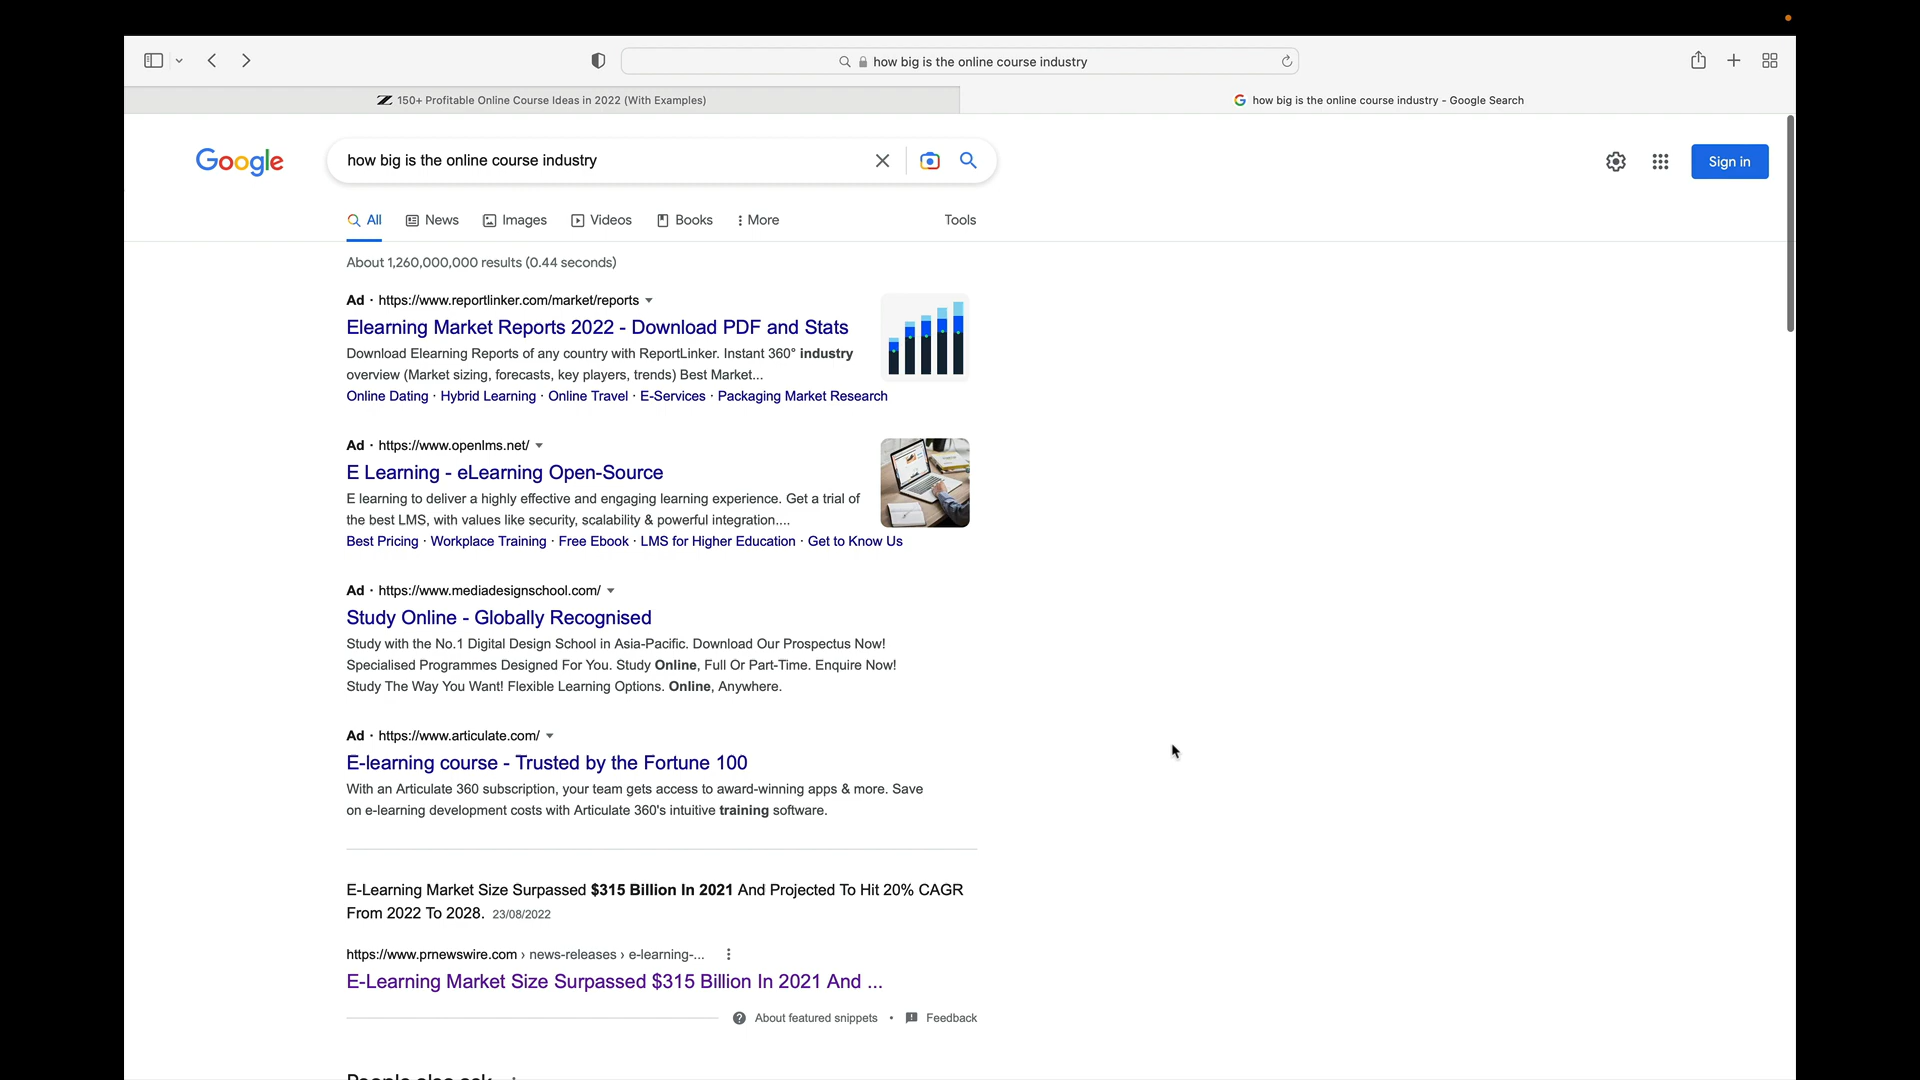 how big is the online course industry
150+ Profitable Online Course Ideas in 2022 (With Examples)
how big is the online course industry - Google Search
Google
how big is the online course industry
Sign in
All
News
Images
Videos
Books
More
Tools
About 1,260,000,000 results (0.44 seconds)
Ad · https://www.reportlinker.com/market/reports
Elearning Market Reports 2022 - Download PDF and Stats
Download Elearning Reports of any country with ReportLinker. Instant 360° industry
overview (Market sizing, forecasts, key players, trends) Best Market...
Online Dating · Hybrid Learning · Online Travel · E-Services · Packaging Market Research
Ad · https://www.openlms.net/
E Learning - eLearning Open-Source
E learning to deliver a highly effective and engaging learning experience. Get a trial of
the best LMS, with values like security, scalability & powerful integration....
Best Pricing · Workplace Training · Free Ebook · LMS for Higher Education · Get to Know Us
Ad · https://www.mediadesignschool.com/
Study Online - Globally Recognised
Study with the No.1 Digital Design School in Asia-Pacific. Download Our Prospectus Now!
Specialised Programmes Designed For You. Study Online, Full Or Part-Time. Enquire Now!
Study The Way You Want! Flexible Learning Options. Online, Anywhere.
Ad · https://www.articulate.com/
E-learning course - Trusted by the Fortune 100
With an Articulate 360 subscription, your team gets access to award-winning apps & more. Save
on e-learning development costs with Articulate 360's intuitive training software.
E-Learning Market Size Surpassed $315 Billion In 2021 And Projected To Hit 20% CAGR
From 2022 To 2028. 23/08/2022
https://www.prnewswire.com › news-releases › e-learning-...
E-Learning Market Size Surpassed $315 Billion In 2021 And ...
About featured snippets • Feedback
People also ask